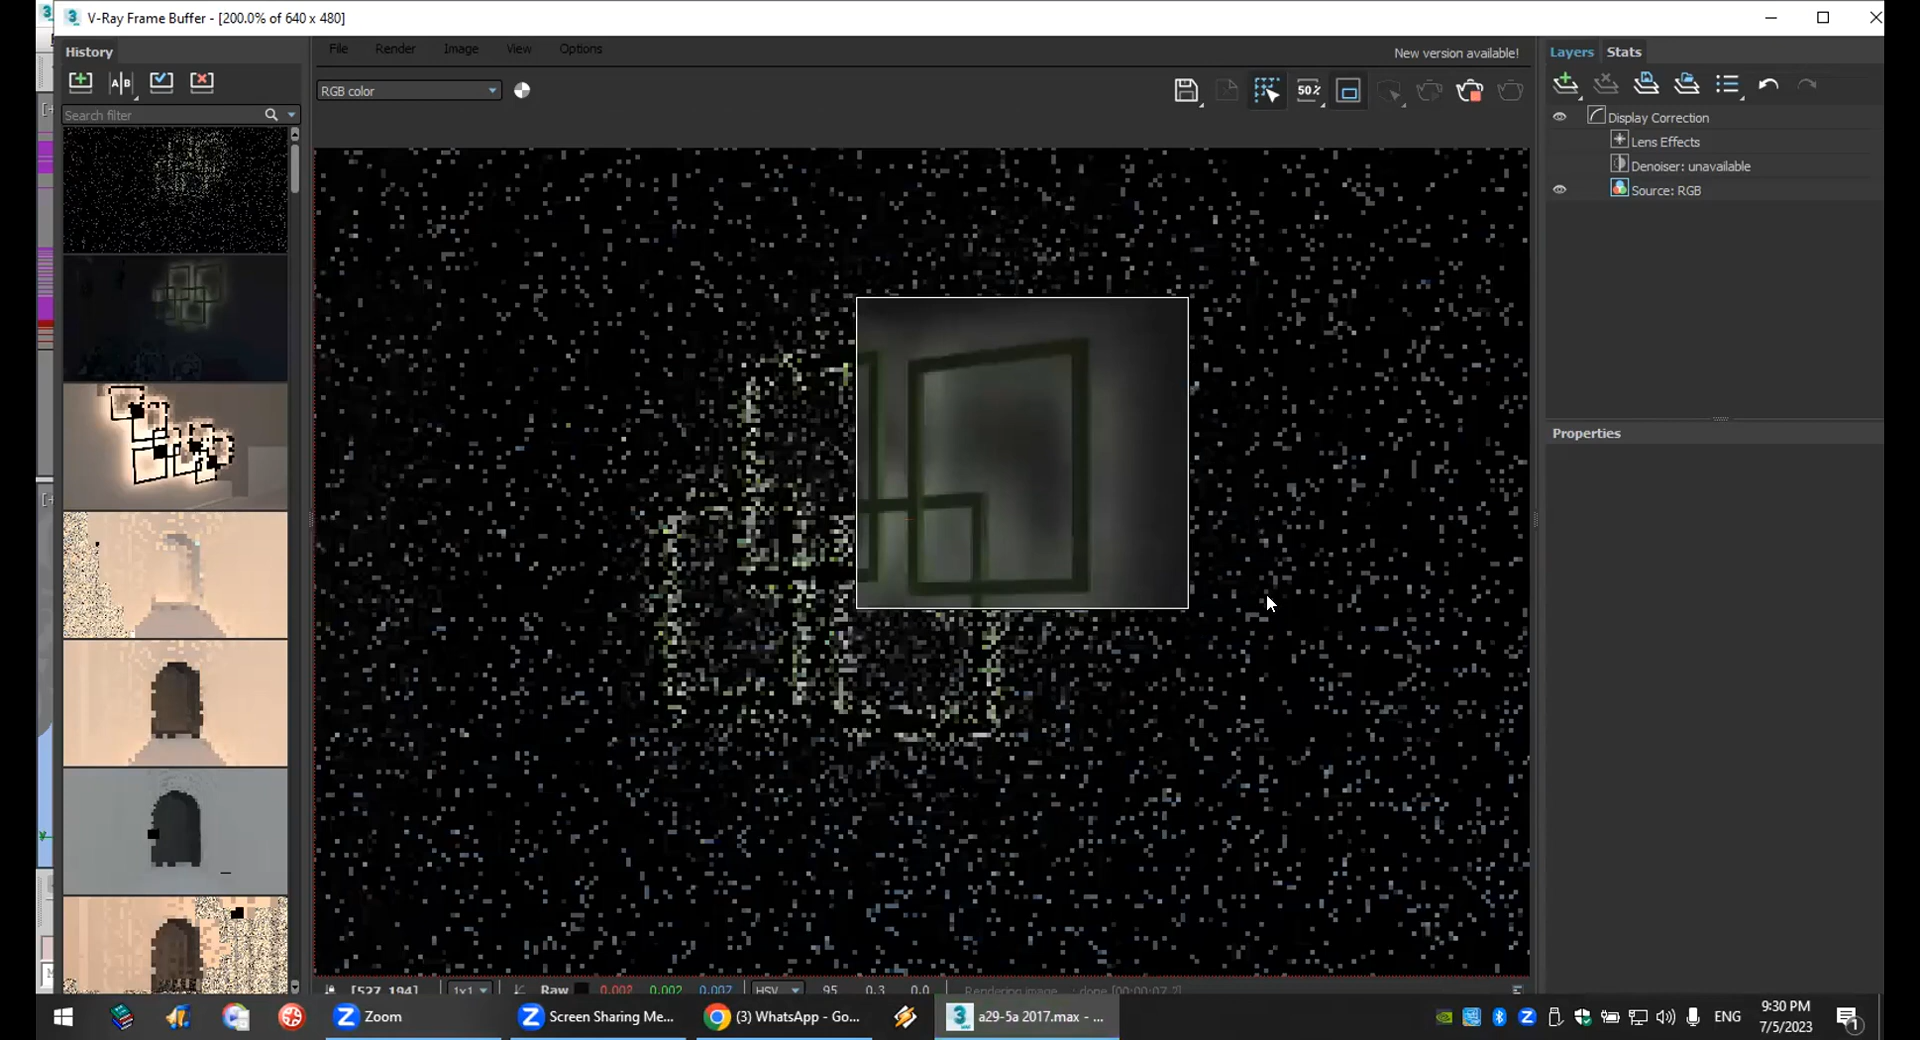 V-Ray Frame Buffer - [200.0% of 640 x 480]
History
File Render Image View Options
New version available!
Layers Stats
A B
RGB color
50%
Search filter
Display Correction
Lens Effects
Denoiser: unavailable
Source: RGB
Properties
[527, 194] 1x1 Raw 0.002 0.002 0.002 HSV 95 0.3 0.0
Zoom
Screen Sharing Me...
(3) WhatsApp - Go...
a29-5a 2017.max - ...
ENG
9:30 PM
7/5/2023
1